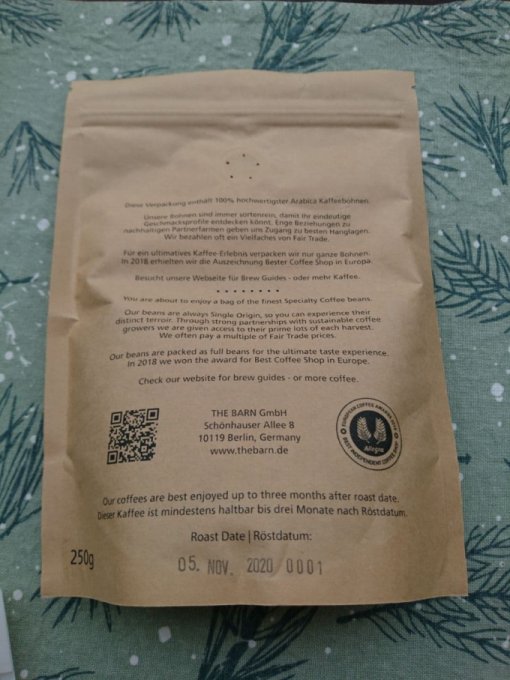 Diese Verpackung enthält 100% hochwertigster Arabica Kaffeebohnen.
Unsere Bohnen sind immer sortenrein, damit Ihr eindeutige
Geschmacksprofile entdecken könnt. Enge Beziehungen zu
nachhaltigen Partnerfarmen geben uns Zugang zu besten Hanglagen.
Wir bezahlen oft ein Vielfaches von Fair Trade.
Für ein ultimatives Kaffee-Erlebnis verpacken wir nur ganze Bohnen.
In 2018 erhielten wir die Auszeichnung Bester Coffee Shop in Europa.
Besucht unsere Webseite für Brew Guides - oder mehr Kaffee.
You are about to enjoy a bag of the finest Specialty Coffee beans.
Our beans are always Single Origin, so you can experience their
distinct terroir. Through strong partnerships with sustainable coffee
growers we are given access to their prime lots of each harvest.
We often pay a multiple of Fair Trade prices.
Our beans are packed as full beans for the ultimate taste experience.
In 2018 we won the award for Best Coffee Shop in Europe.
Check our website for brew guides - or more coffee.
THE BARN GmbH
Schönhauser Allee 8
10119 Berlin, Germany
www.thebarn.de
EUROPEAN COFFEE AWARDS
BEST INDEPENDENT COFFEE SHOP
Allegra
Our coffees are best enjoyed up to three months after roast date.
Dieser Kaffee ist mindestens haltbar bis drei Monate nach Röstdatum.
Roast Date | Röstdatum:
250g
05. NOV. 2020 0001